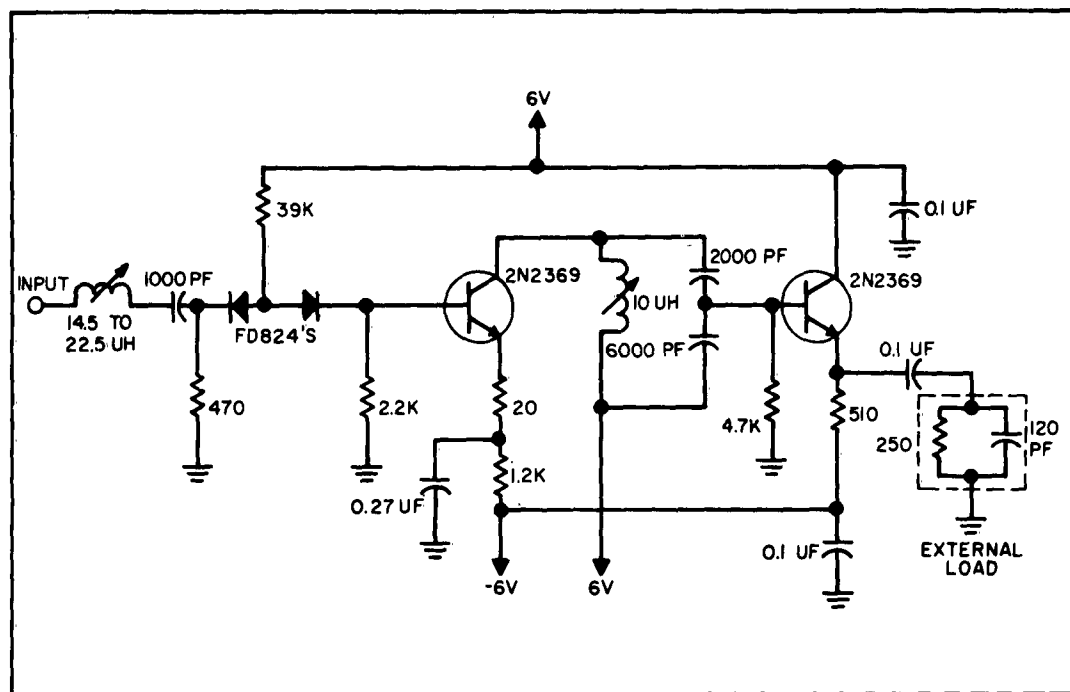 6V
39K
0.1 UF
INPUT
1000 PF
2N2369
2000 PF
2N2369
14.5 TO
22.5 UH
FD824'S
10 UH
6000 PF
0.1 UF
470
2.2K
20
4.7K
510
250
120
PF
1.2K
0.27 UF
0.1 UF
EXTERNAL
LOAD
-6V
6V